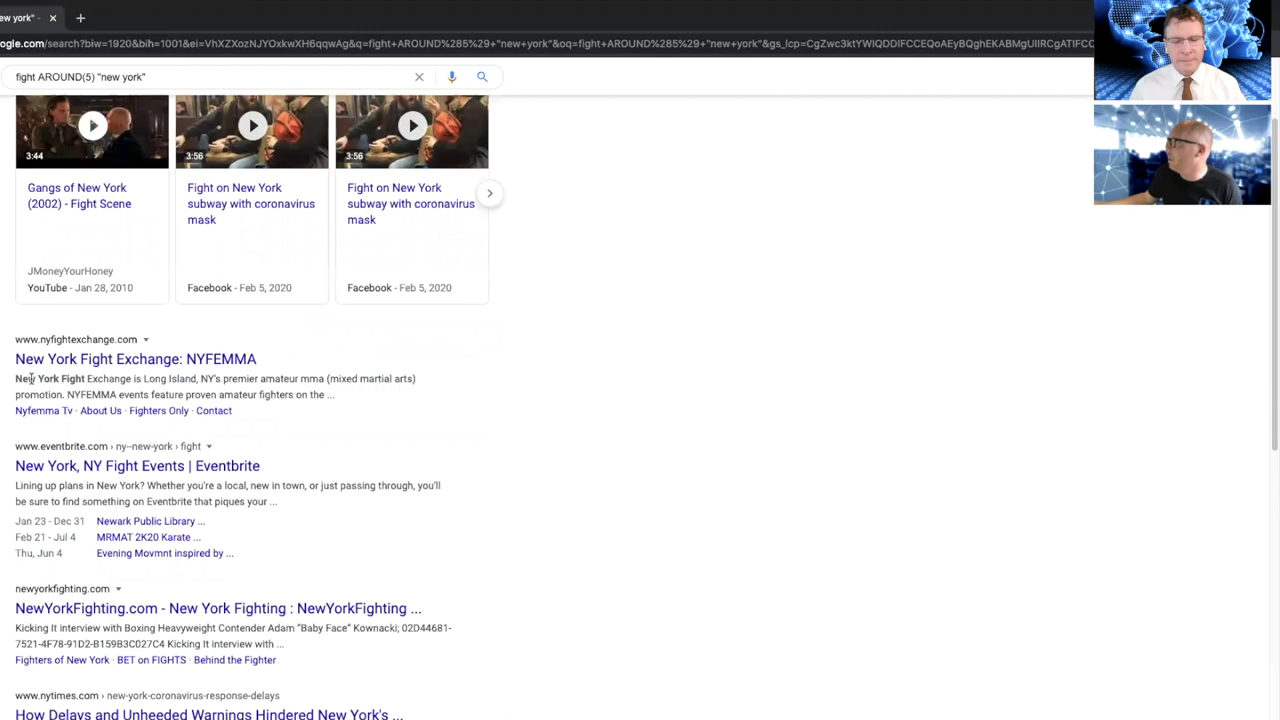 ew york" -
ogle.com/search?biw=1920&bih=1001&ei=VhXZXozNJYOxkwXH6qqwAg&q=fight+AROUND%285%29+"new+york"&oq=fight+AROUND%285%29+"new+york"&gs_lcp=
fight AROUND(5) "new york"
3:44
3:56
3:56
Gangs of New York (2002) - Fight Scene
JMoneyYourHoney
YouTube - Jan 28, 2010
Fight on New York subway with coronavirus mask
Facebook - Feb 5, 2020
Fight on New York subway with coronavirus mask
Facebook - Feb 5, 2020
www.nyfightexchange.com
New York Fight Exchange: NYFEMMA
New York Fight Exchange is Long Island, NY's premier amateur mma (mixed martial arts)
promotion. NYFEMMA events feature proven amateur fighters on the ...
Nyfemma Tv · About Us · Fighters Only · Contact
www.eventbrite.com › ny--new-york › fight
New York, NY Fight Events | Eventbrite
Lining up plans in New York? Whether you're a local, new in town, or just passing through, you'll
be sure to find something on Eventbrite that piques your ...
Jan 23 - Dec 31 Newark Public Library ...
Feb 21 - Jul 4 MRMAT 2K20 Karate ...
Thu, Jun 4 Evening Movmnt inspired by ...
newyorkfighting.com
NewYorkFighting.com - New York Fighting : NewYorkFighting ...
Kicking It interview with Boxing Heavyweight Contender Adam “Baby Face” Kownacki; 02D44681-
7521-4F78-91D2-B159B3C027C4 Kicking It interview with ...
Fighters of New York · BET on FIGHTS · Behind the Fighter
www.nytimes.com › new-york-coronavirus-response-delays
How Delays and Unheeded Warnings Hindered New York's ...